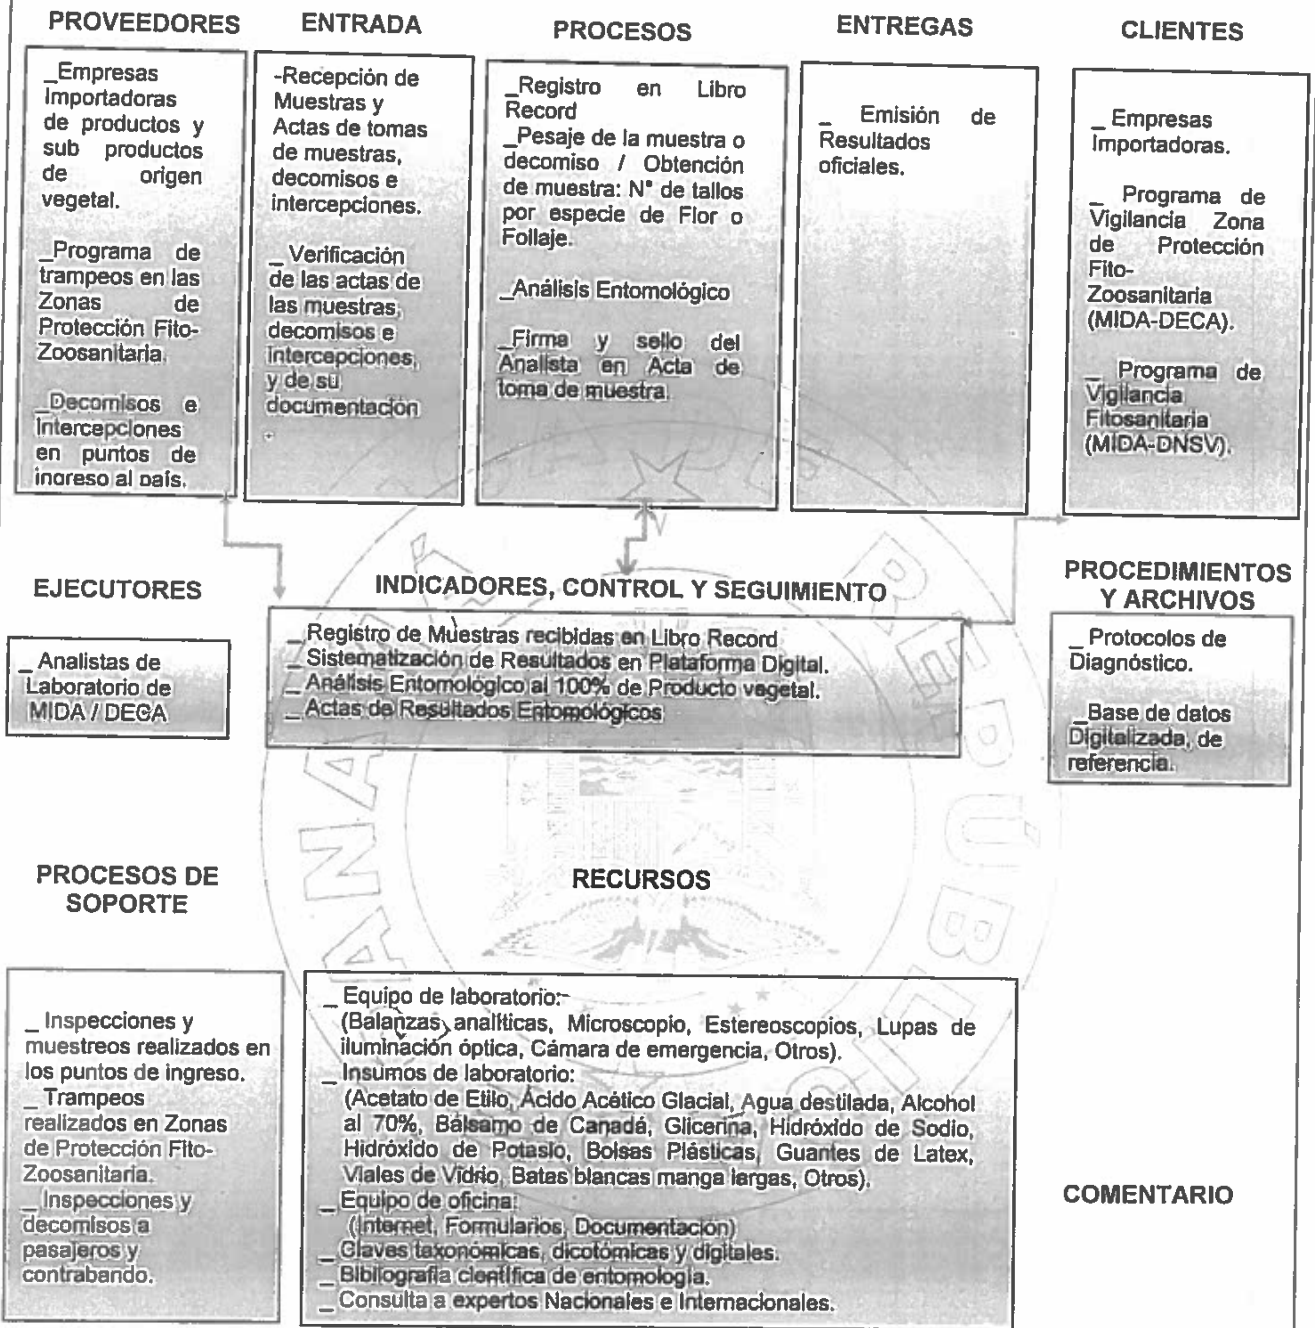 PROVEEDORES
_Empresas
Importadoras
de productos y
sub productos
de origen
vegetal.
_Programa de
trampeos en las
Zonas de
Protección Fito-
Zoosanitaria.
_Decomisos e
intercepciones
en puntos de
ingreso al país.
ENTRADA
-Recepción de
Muestras y
Actas de tomas
de muestras,
decomisos e
intercepciones.
_ Verificación
de las actas de
las muestras,
decomisos e
intercepciones,
y de su
documentación
.
PROCESOS
_Registro en Libro
Record
_Pesaje de la muestra o
decomiso / Obtención
de muestra: N° de tallos
por especie de Flor o
Follaje.
_Análisis Entomológico
_Firma y sello del
Analista en Acta de
toma de muestra.
ENTREGAS
_ Emisión de
Resultados
oficiales.
CLIENTES
_ Empresas
Importadoras.
_ Programa de
Vigilancia Zona
de Protección
Fito-
Zoosanitaria
(MIDA-DECA).
_ Programa de
Vigilancia
Fitosanitaria
(MIDA-DNSV).
EJECUTORES
_ Analistas de
Laboratorio de
MIDA / DECA
INDICADORES, CONTROL Y SEGUIMIENTO
_ Registro de Muestras recibidas en Libro Record
_ Sistematización de Resultados en Plataforma Digital.
_ Análisis Entomológico al 100% de Producto vegetal.
_ Actas de Resultados Entomológicos
PROCEDIMIENTOS
Y ARCHIVOS
_ Protocolos de
Diagnóstico.
_Base de datos
Digitalizada, de
referencia.
PROCESOS DE
SOPORTE
_ Inspecciones y
muestreos realizados en
los puntos de ingreso.
_ Trampeos
realizados en Zonas
de Protección Fito-
Zoosanitaria.
_ Inspecciones y
decomisos a
pasajeros y
contrabando.
RECURSOS
_ Equipo de laboratorio:
(Balanzas analíticas, Microscopio, Estereoscopios, Lupas de
iluminación óptica, Cámara de emergencia, Otros).
_ Insumos de laboratorio:
(Acetato de Etilo, Ácido Acético Glacial, Agua destilada, Alcohol
al 70%, Bálsamo de Canadá, Glicerina, Hidróxido de Sodio,
Hidróxido de Potasio, Bolsas Plásticas, Guantes de Latex,
Viales de Vidrio, Batas blancas manga largas, Otros).
_ Equipo de oficina:
(Internet, Formularios, Documentación)
_ Claves taxonómicas, dicotómicas y digitales.
_ Bibliografía científica de entomología.
_ Consulta a expertos Nacionales e Internacionales.
COMENTARIO
REPÚBLIC
PANAMÁ